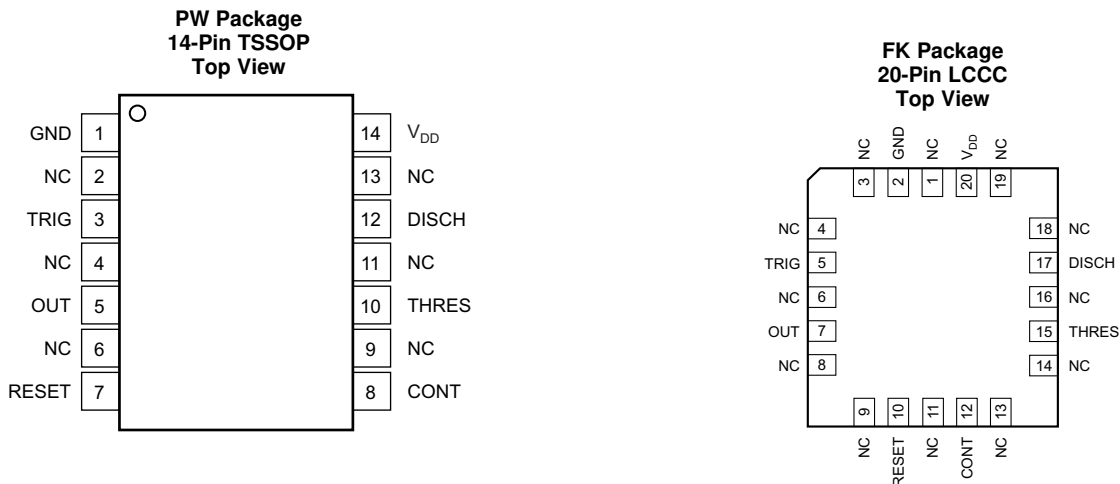 PW Package
14-Pin TSSOP
Top View
GND 1
NC 2
TRIG 3
NC 4
OUT 5
NC 6
RESET 7
14 VDD
13 NC
12 DISCH
11 NC
10 THRES
9 NC
8 CONT
FK Package
20-Pin LCCC
Top View
NC GND NC VDD NC
3 2 1 20 19
NC 4
TRIG 5
NC 6
OUT 7
NC 8
18 NC
17 DISCH
16 NC
15 THRES
14 NC
9 10 11 12 13
NC RESET NC CONT NC